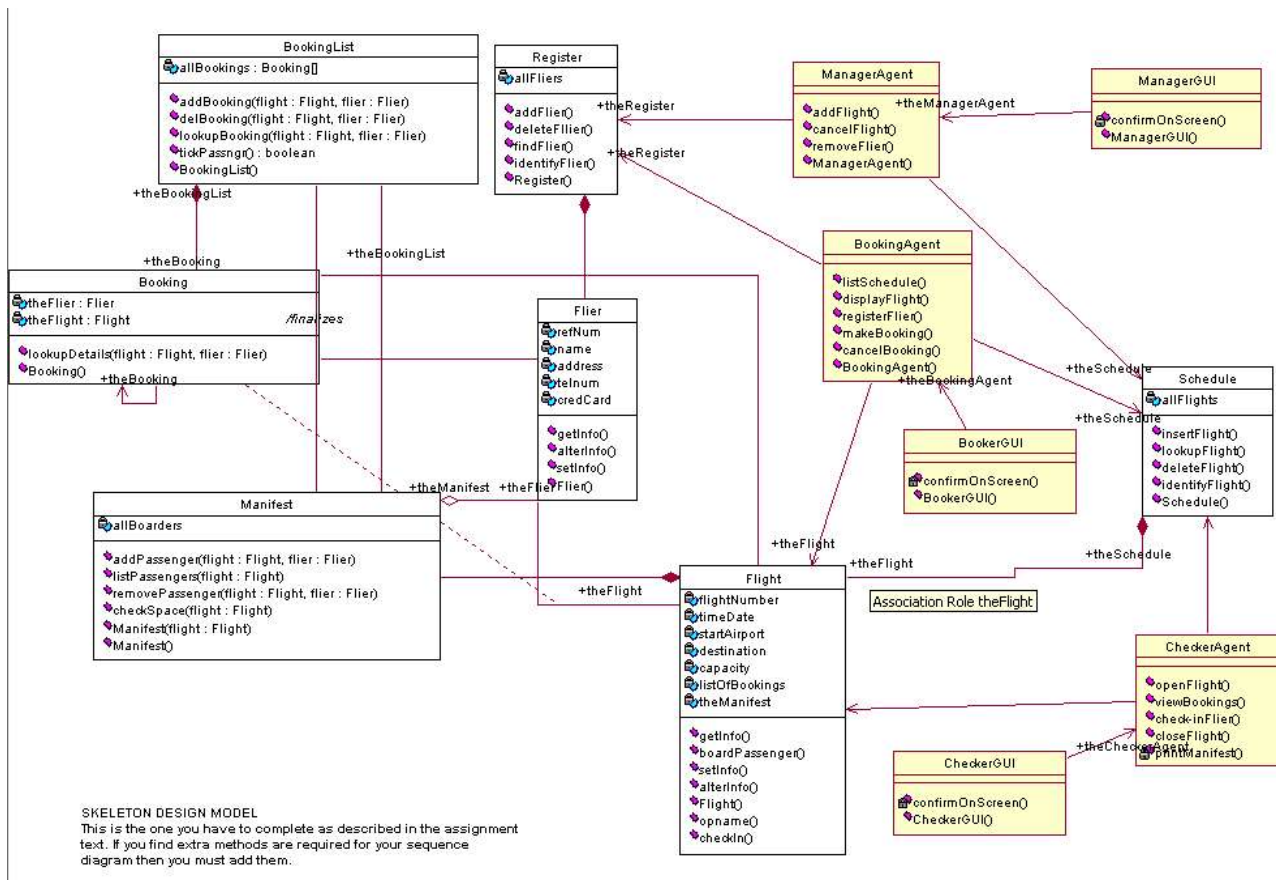 BookingList
allBookings : Booking[]
addBooking(flight : Flight, flier : Flier)
delBooking(flight : Flight, flier : Flier)
lookupBooking(flight : Flight, flier : Flier)
tickPassngr() : boolean
BookingList()
+theBookingList
+theBooking
+theBookingList
Register
allFliers
addFlier()
deleteFllier()
findFlier()
identifyFlier()
Register()
+theRegister
+theRegister
ManagerAgent
addFlight()
cancelFlight()
removeFlier()
ManagerAgent()
+theManagerAgent
ManagerGUI
confirmOnScreen()
ManagerGUI()
Booking
theFlier : Flier
theFlight : Flight
/finalizes
lookupDetails(flight : Flight, flier : Flier)
Booking()
+theBooking
Flier
refNum
name
address
telnum
credCard
getInfo()
alterInfo()
setInfo()
Flier()
+theManifest
+theFlier
BookingAgent
listSchedule()
displayFlight()
registerFlier()
makeBooking()
cancelBooking()
BookingAgent()
+theBookingAgent
+theSchedule
+theSchedule
BookerGUI
confirmOnScreen()
BookerGUI()
Schedule
allFlights
insertFlight()
lookupFlight()
deleteFlight()
identifyFlight()
Schedule()
+theSchedule
Manifest
allBoarders
addPassenger(flight : Flight, flier : Flier)
listPassengers(flight : Flight)
removePassenger(flight : Flight, flier : Flier)
checkSpace(flight : Flight)
Manifest(flight : Flight)
Manifest()
+theFlight
+theFlight
+theFlight
Association Role theFlight
Flight
flightNumber
timeDate
startAirport
destination
capacity
listOfBookings
theManifest
getInfo()
boardPassenger()
setInfo()
alterInfo()
Flight()
opname()
checkIn()
CheckerAgent
openFlight()
viewBookings()
check-inFlier()
closeFlight()
printManifest()
+theCheckerAgent
CheckerGUI
confirmOnScreen()
CheckerGUI()
SKELETON DESIGN MODEL
This is the one you have to complete as described in the assignment
text. If you find extra methods are required for your sequence
diagram then you must add them.